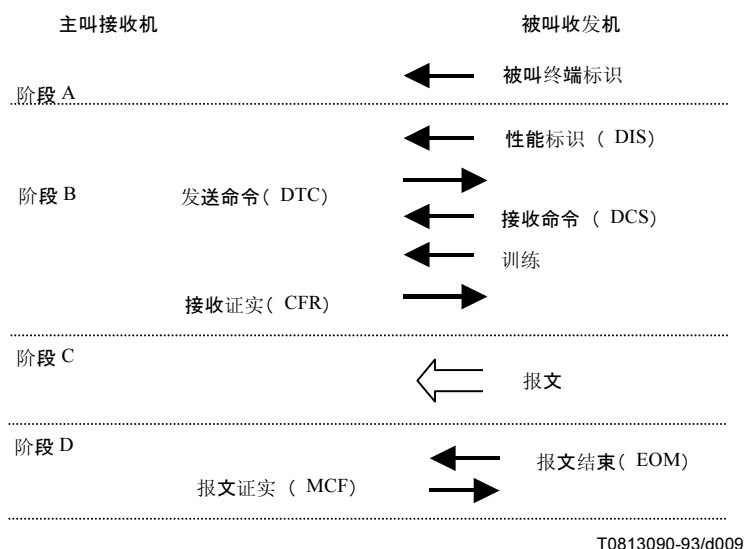 主叫接收机 被叫收发机
被叫终端标识
阶段 A
性能标识（ DIS）
阶段 B 发送命令（ DTC）
接收命令 （ DCS）
训练
接收证实（ CFR）
阶段 C
报文
阶段 D
报文结束（ EOM）
报文证实 （ MCF）
T0813090-93/d009